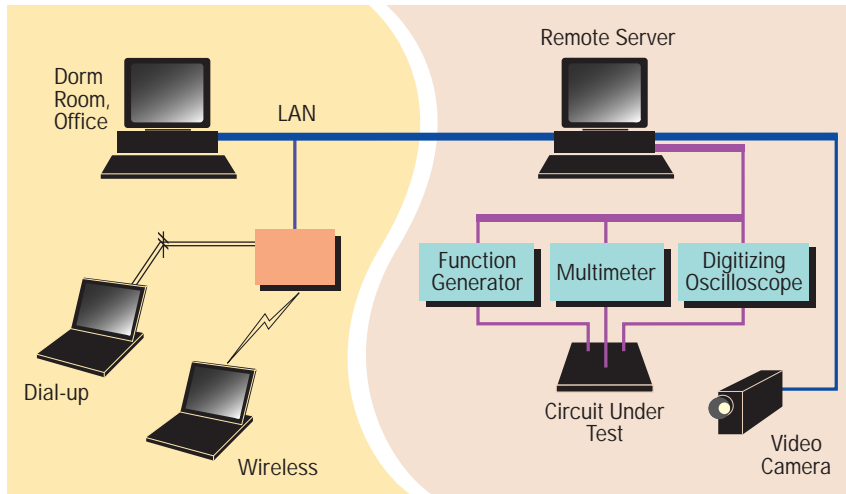 Remote Server
Dorm
Room,
Office
LAN
Function
Generator
Multimeter
Digitizing
Oscilloscope
Dial-up
Circuit Under
Test
Wireless
Video
Camera